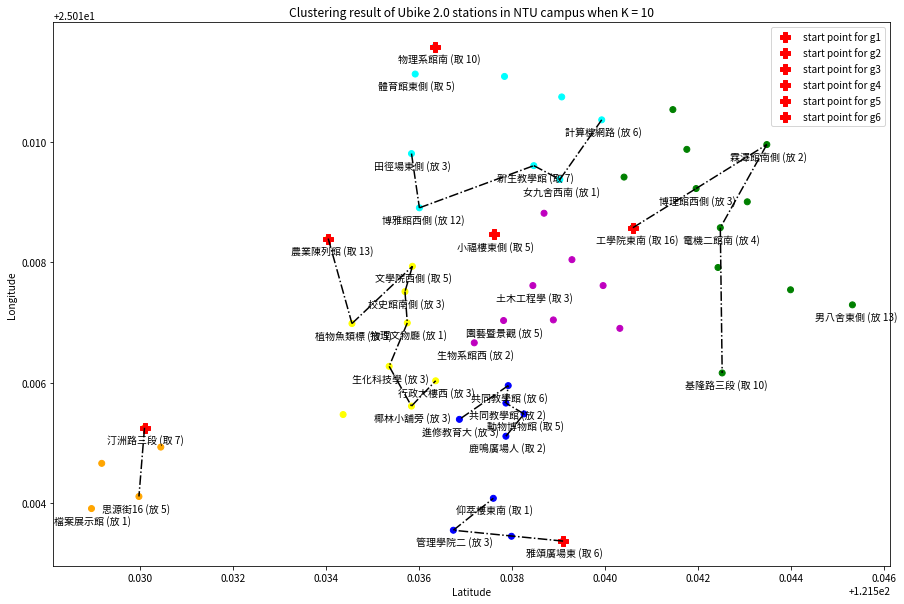 Clustering result of Ubike 2.0 stations in NTU campus when K = 10
+2.501e1
start point for g1
start point for g2
start point for g3
start point for g4
start point for g5
start point for g6
物理系館南 (取 10)
體育館東側 (取 5)
計算機網路 (放 6)
0.010
霖澤館南側 (放 2)
田徑場東側 (放 3)
新生教學館 (取 7)
女九舍西南 (放 1)
博理館西側 (放 3)
博雅館西側 (放 12)
工學院東南 (取 16)
電機二館南 (放 4)
小福樓東側 (取 5)
農業陳列館 (取 13)
0.008
文學院西側 (取 5)
土木工程學 (取 3)
校史館南側 (放 3)
男八舍東側 (放 13)
園藝暨景觀 (放 5)
植物魚類標
物理文物廳 (放 1)
生物系館西 (放 2)
0.006
生化科技學 (放 3)
基隆路三段 (取 10)
行政大樓西 (放 3)
共同教學館 (放 6)
共同教學館 (放 2)
椰林小舖旁 (放 3)
動物博物館 (取 5)
進修教育大 (放 3)
汀洲路三段 (取 7)
鹿鳴廣場人 (取 2)
0.004
思源街16 (放 5)
仰萃樓東南 (取 1)
檔案展示館 (放 1)
管理學院二 (放 3)
雅頌廣場東 (取 6)
Longitude
0.030 0.032 0.034 0.036 0.038 0.040 0.042 0.044 0.046
+1.215e2
Latitude